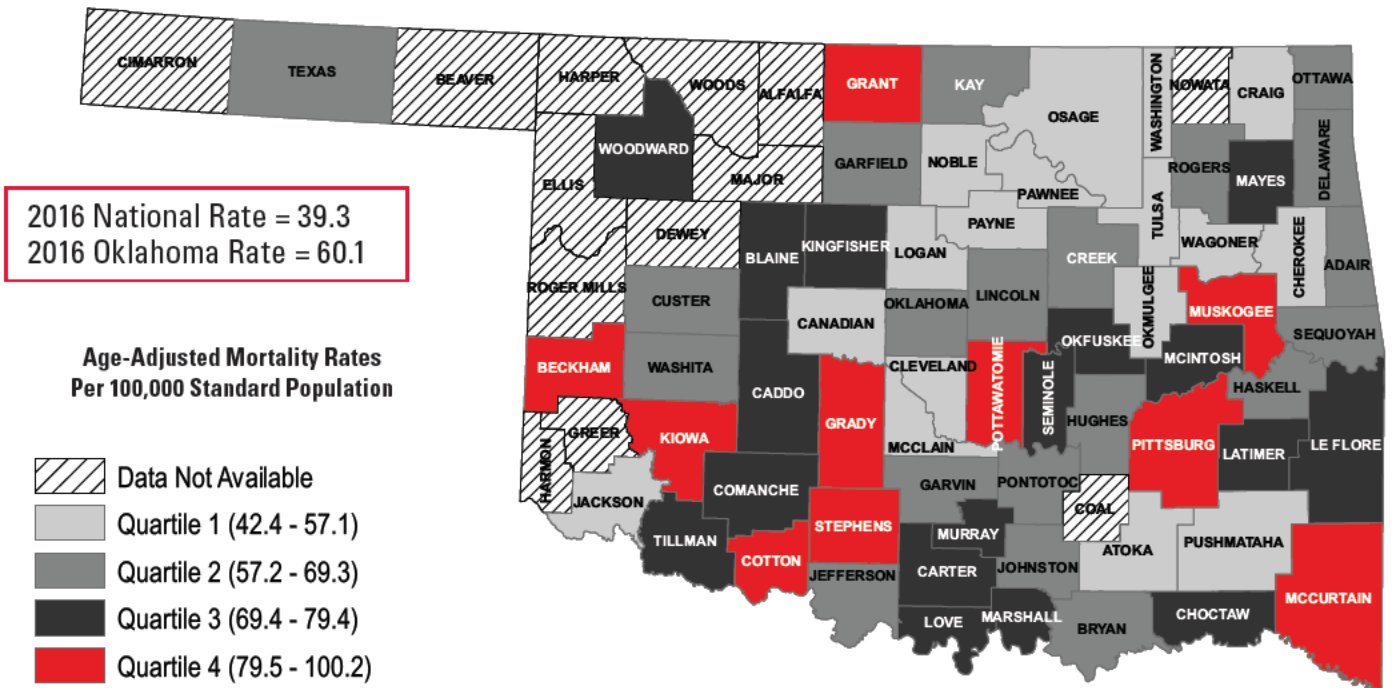 CIMARRON
TEXAS
BEAVER
HARPER
WOODS
ALFALFA
GRANT
KAY
OSAGE
WASHINGTON
NOWATA
CRAIG
OTTAWA
WOODWARD
ELLIS
MAJOR
GARFIELD
NOBLE
PAWNEE
ROGERS
MAYES
DELAWARE
2016 National Rate = 39.3
2016 Oklahoma Rate = 60.1
DEWEY
BLAINE
KINGFISHER
LOGAN
PAYNE
TULSA
WAGONER
CHEROKEE
ADAIR
CREEK
ROGER MILLS
CUSTER
CANADIAN
OKLAHOMA
LINCOLN
OKMULGEE
MUSKOGEE
SEQUOYAH
Age-Adjusted Mortality Rates
Per 100,000 Standard Population
BECKHAM
WASHITA
CADDO
CLEVELAND
POTTAWATOMIE
SEMINOLE
OKFUSKEE
MCINTOSH
HASKELL
GREER
HARMON
KIOWA
GRADY
MCCLAIN
HUGHES
PITTSBURG
LATIMER
LE FLORE
JACKSON
COMANCHE
GARVIN
PONTOTOC
COAL
TILLMAN
COTTON
STEPHENS
MURRAY
ATOKA
PUSHMATAHA
JEFFERSON
CARTER
JOHNSTON
LOVE
MARSHALL
BRYAN
CHOCTAW
MCCURTAIN
Data Not Available
Quartile 1 (42.4 - 57.1)
Quartile 2 (57.2 - 69.3)
Quartile 3 (69.4 - 79.4)
Quartile 4 (79.5 - 100.2)